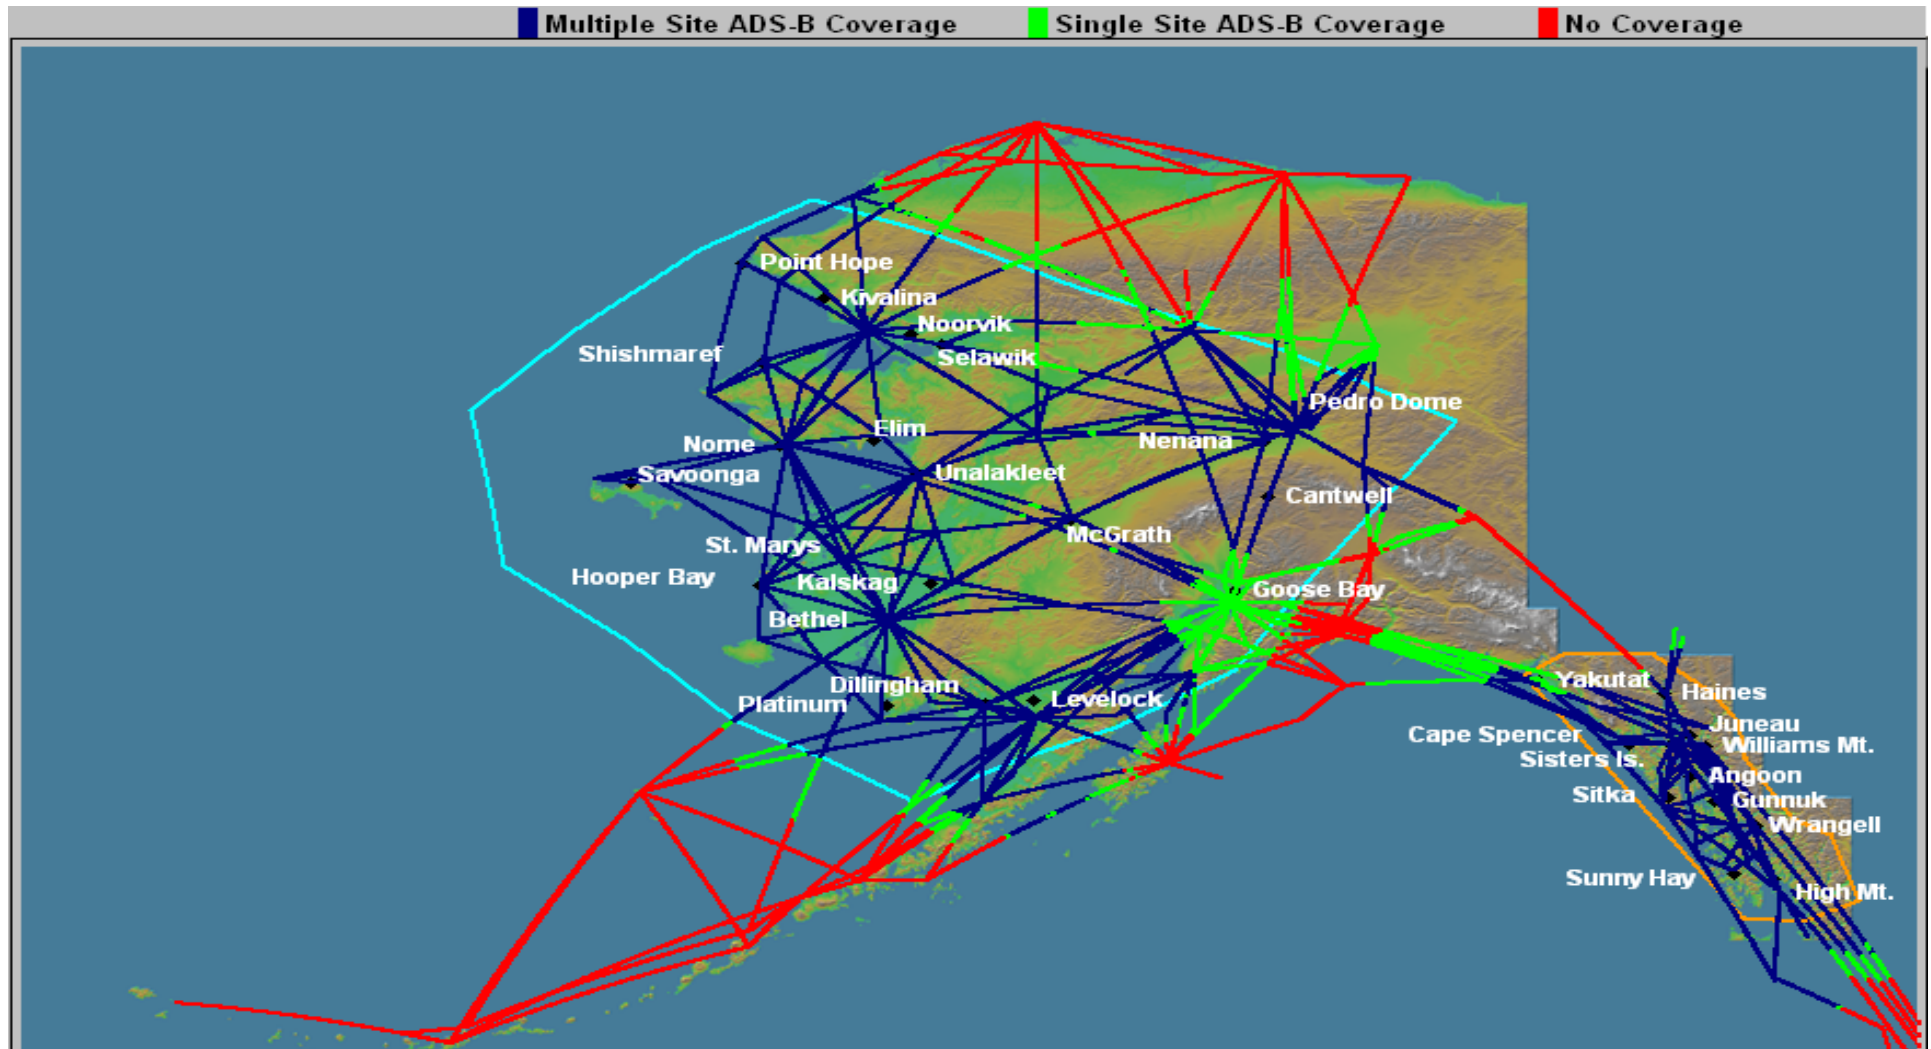 Multiple Site ADS-B Coverage Single Site ADS-B Coverage No Coverage
Point Hope
Kivalina
Noorvik
Shishmaref
Selawik
Pedro Dome
Elim
Nome
Nenana
Savoonga
Unalakleet
Cantwell
McGrath
St. Marys
Hooper Bay
Kalskag
Goose Bay
Bethel
Dillingham
Yakutat
Haines
Platinum
Levelock
Juneau
Cape Spencer
Williams Mt.
Sisters Is.
Angoon
Sitka
Gunnuk
Wrangell
Sunny Hay
High Mt.